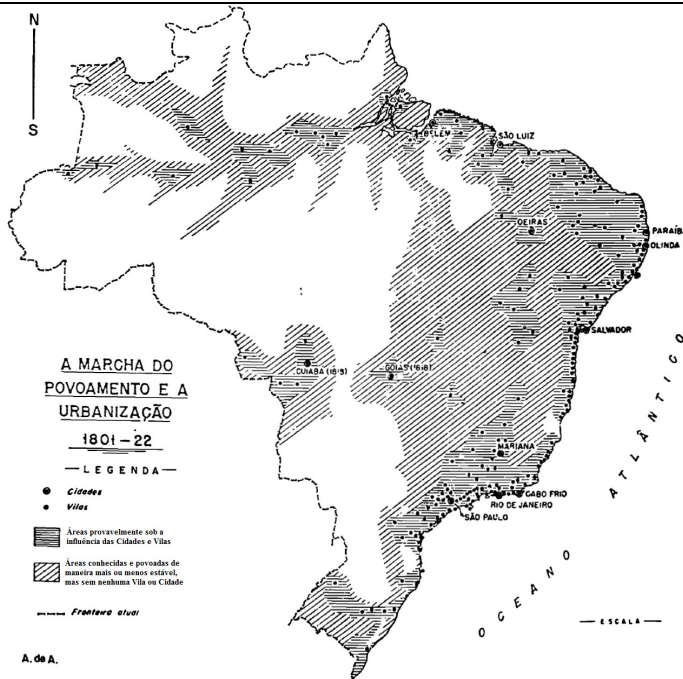 N
S
BELÉM
SÃO LUIZ
OEIRAS
PARAÍBA
OLINDA
SALVADOR
CUIABÁ (1819)
GOIÁS (1818)
MARIANA
CABO FRIO
RIO DE JANEIRO
SÃO PAULO
OCEANO ATLÂNTICO
A MARCHA DO
POVOAMENTO E A
URBANIZAÇÃO
1801-22
— LEGENDA —
Cidades
Vilas
Áreas provavelmente sob a
influência das Cidades e Vilas
Áreas conhecidas e povoadas de
maneira mais ou menos estável,
mas sem nenhuma Vila ou Cidade
Fronteira atual
— ESCALA —
A. de A.